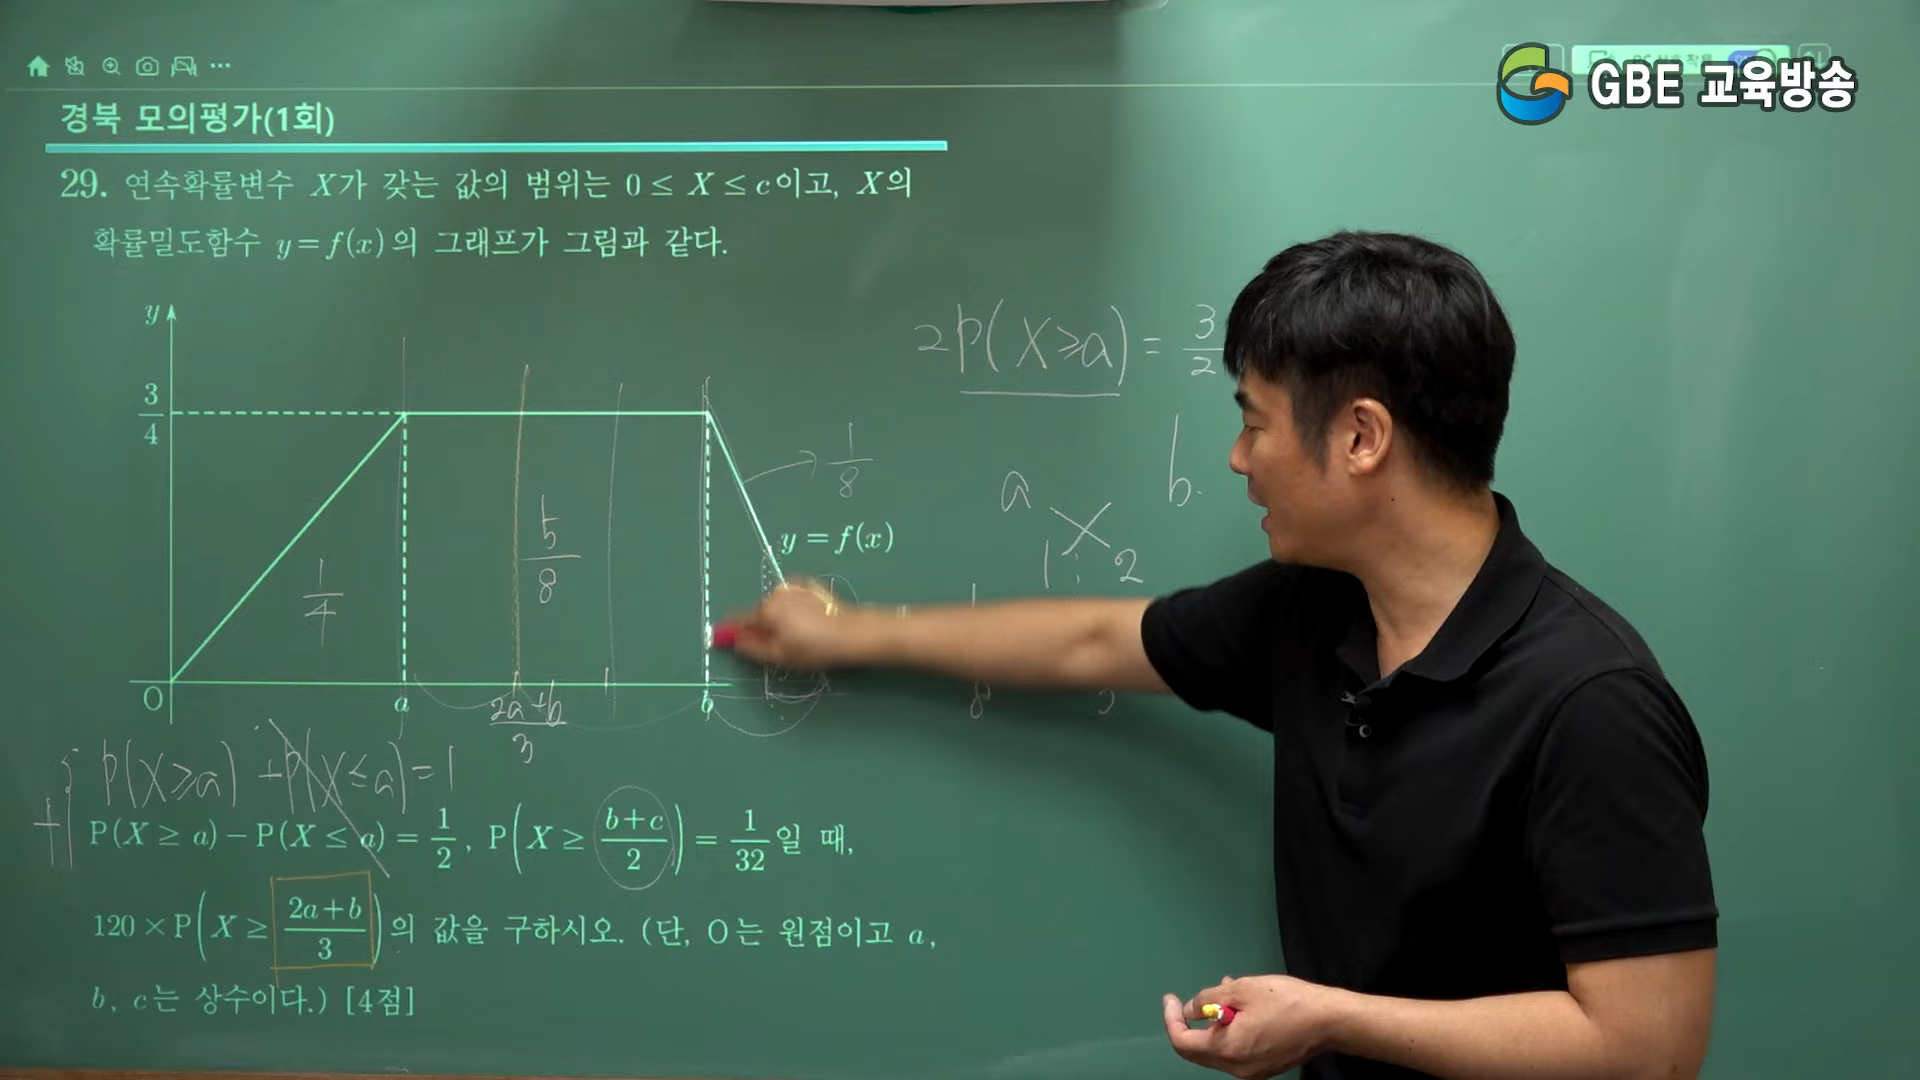 GBE 교육방송
경북 모의평가(1회)
29. 연속확률변수 X가 갖는 값의 범위는 0 ≤ X ≤ c이고, X의
확률밀도함수 y=f(x)의 그래프가 그림과 같다.
y
3/4
1/4
5/8
1/8
y=f(x)
O
a
2a+b/3
b
2P(X≥a) = 3/2
a b
1 : 2
P(X≥a) + P(X≤a) = 1
P(X ≥ a) − P(X ≤ a) = 1/2, P(X ≥ b+c/2) = 1/32일 때,
120×P(X ≥ 2a+b/3)의 값을 구하시오. (단, O는 원점이고 a,
b, c는 상수이다.) [4점]